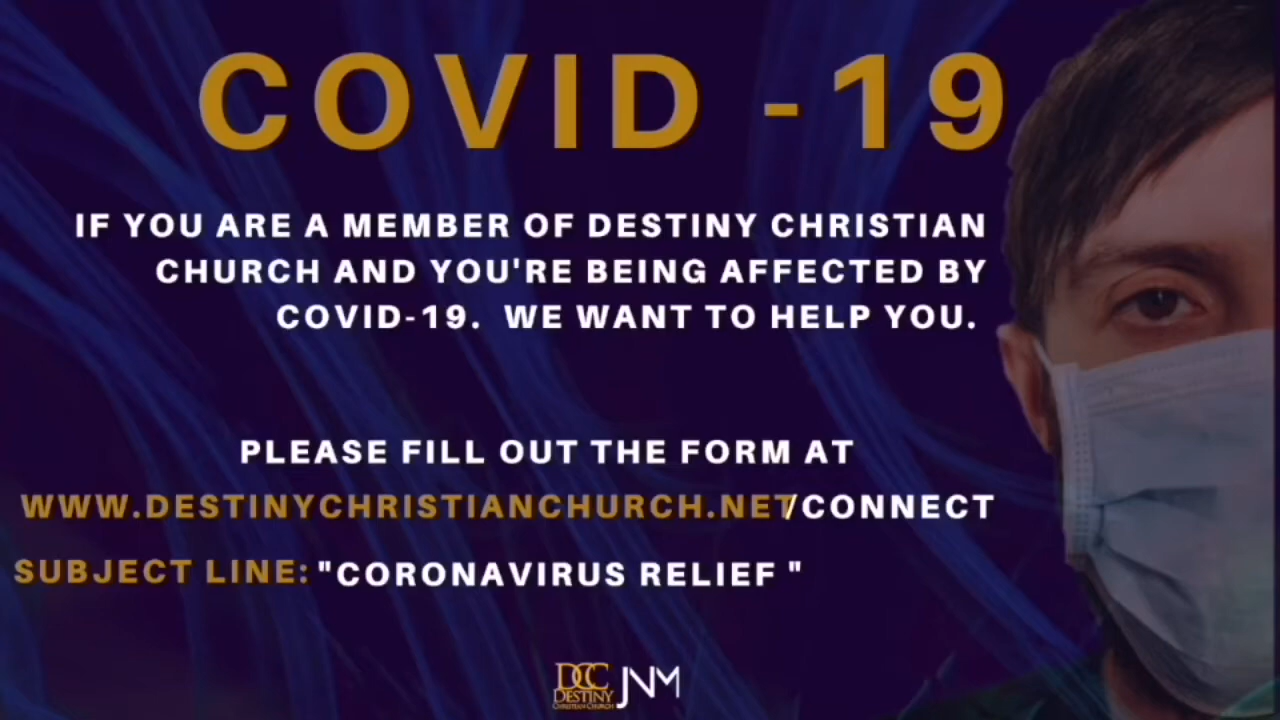 COVID -19
IF YOU ARE A MEMBER OF DESTINY CHRISTIAN
CHURCH AND YOU'RE BEING AFFECTED BY
COVID-19. WE WANT TO HELP YOU.
PLEASE FILL OUT THE FORM AT
WWW.DESTINYCHRISTIANCHURCH.NET/CONNECT
SUBJECT LINE: "CORONAVIRUS RELIEF "
DCC JNM
DESTINY
CHRISTIAN CHURCH